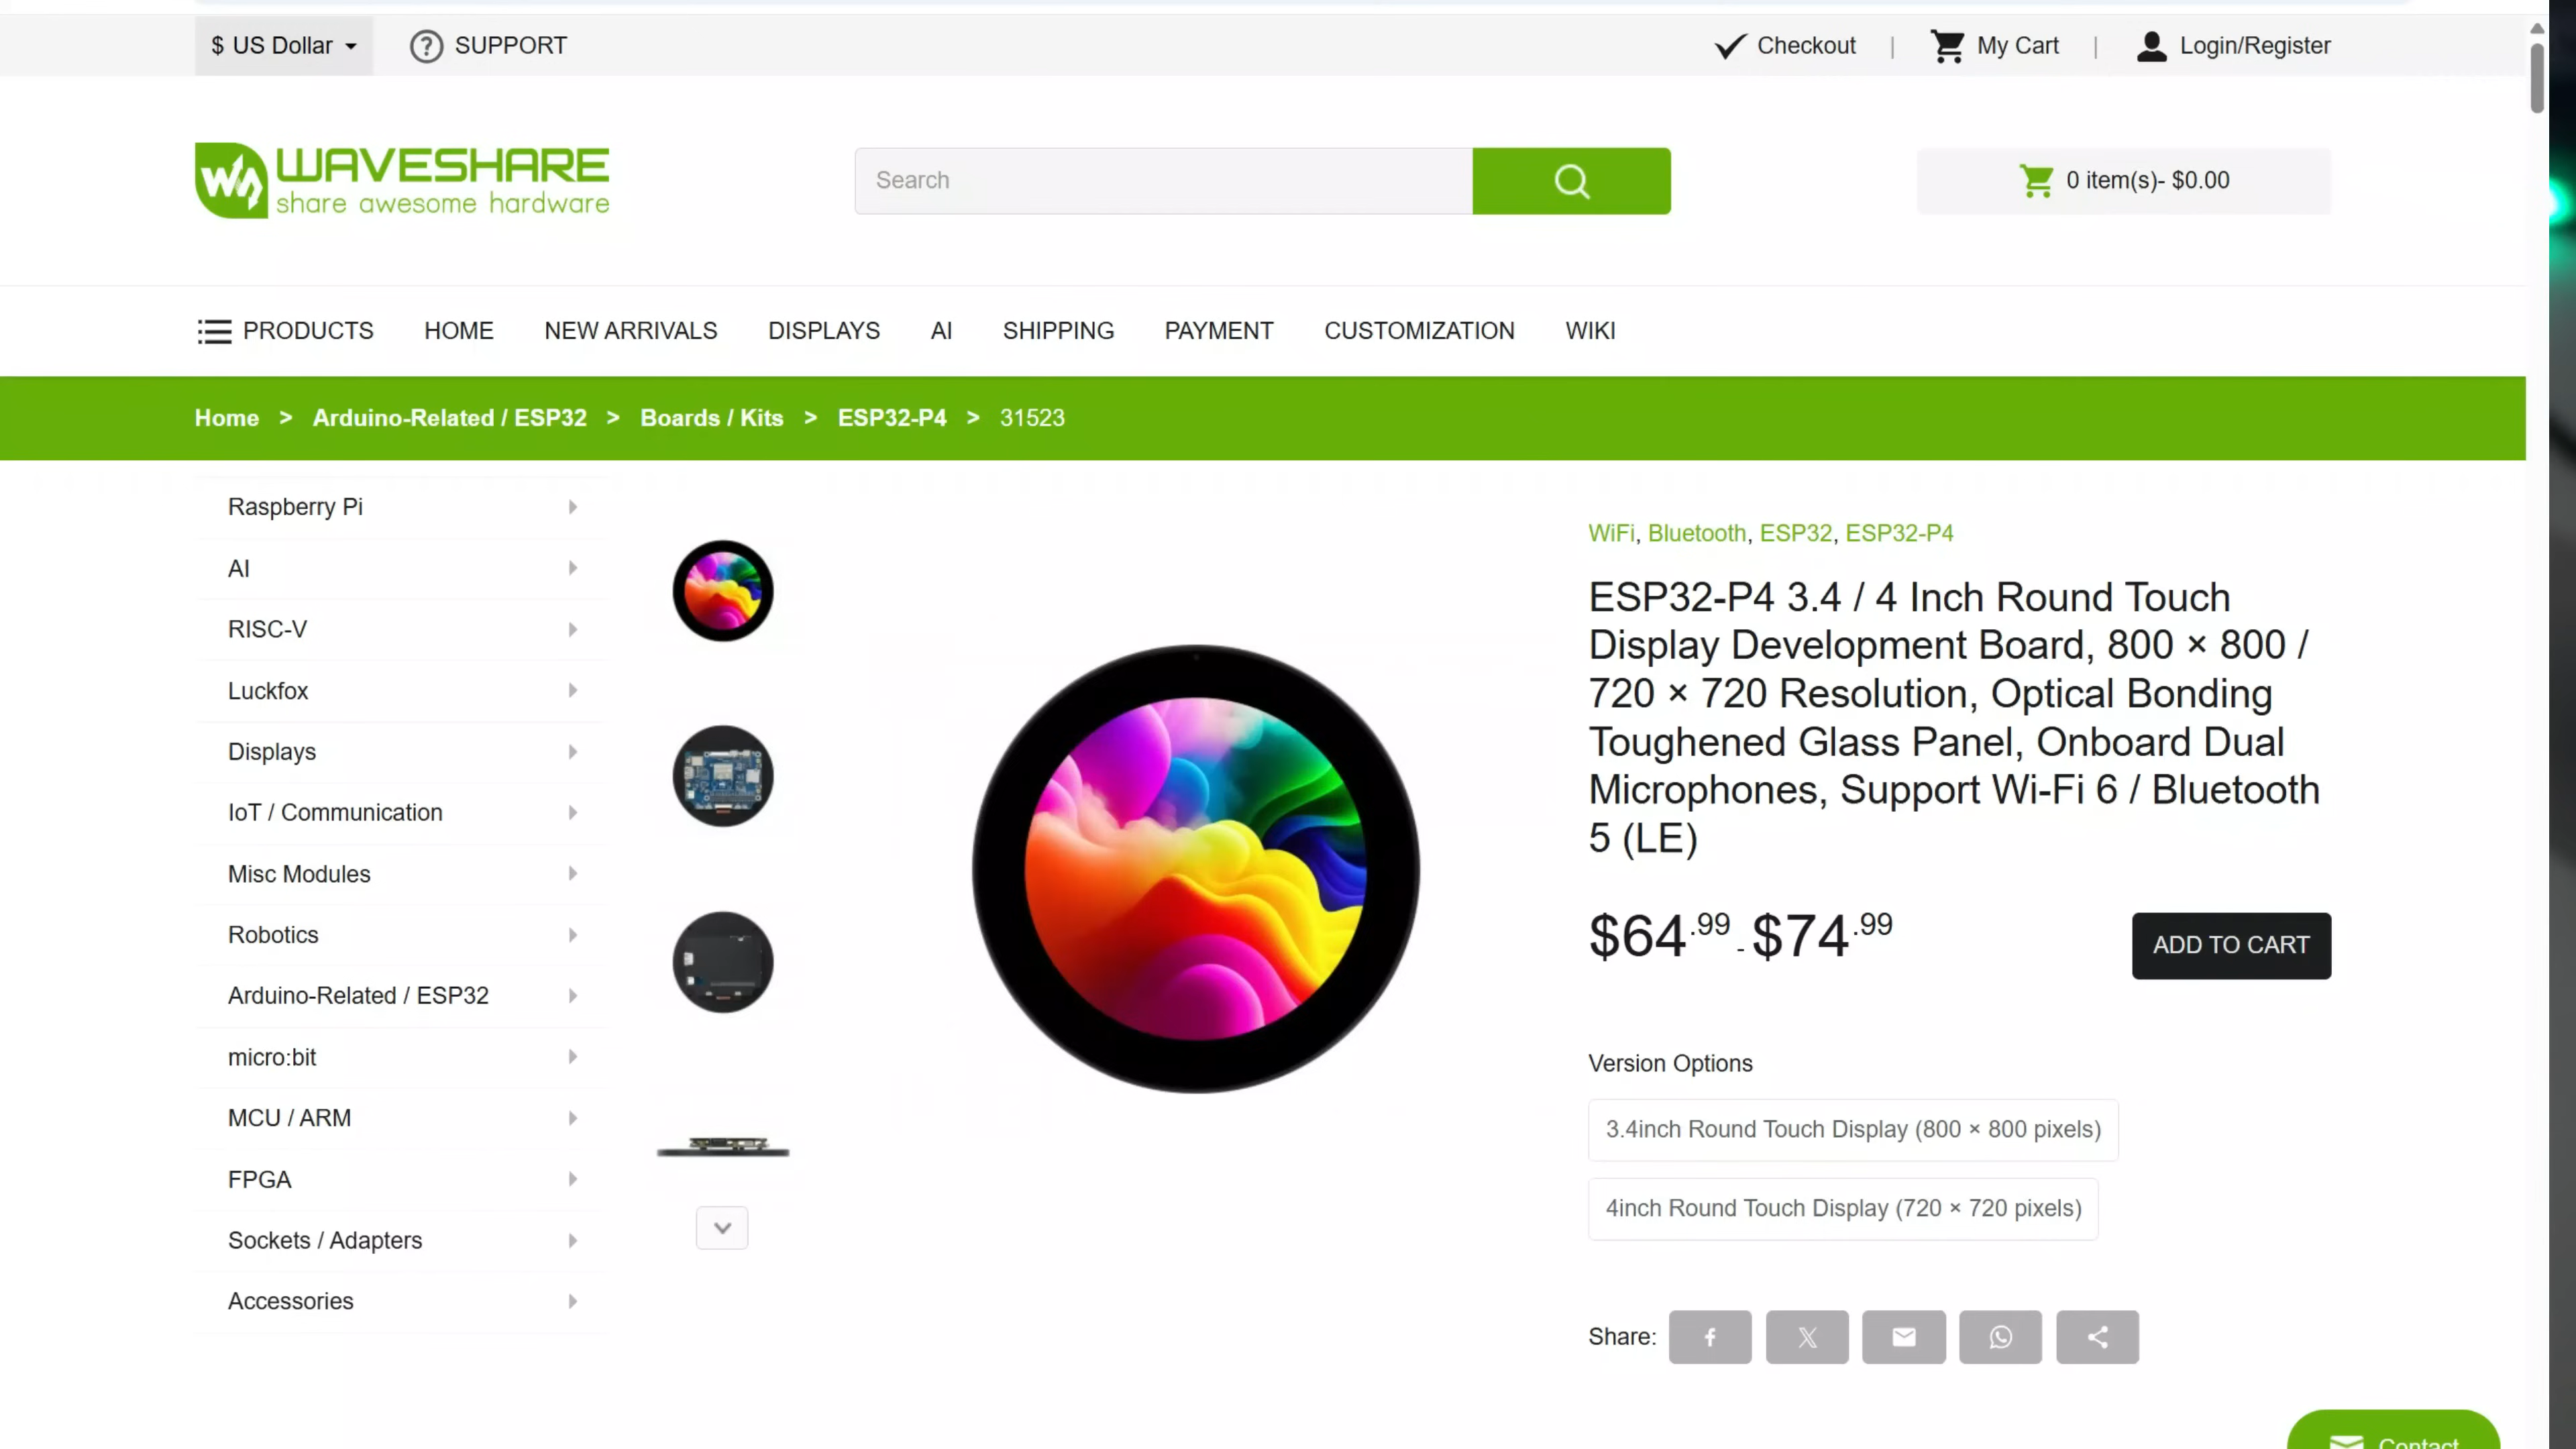 $ US Dollar
SUPPORT
Checkout
|
My Cart
|
Login/Register
WAVESHARE
share awesome hardware
Search
0 item(s)- $0.00
PRODUCTS
HOME
NEW ARRIVALS
DISPLAYS
AI
SHIPPING
PAYMENT
CUSTOMIZATION
WIKI
Home > Arduino-Related / ESP32 > Boards / Kits > ESP32-P4 > 31523
Raspberry Pi
AI
RISC-V
Luckfox
Displays
IoT / Communication
Misc Modules
Robotics
Arduino-Related / ESP32
micro:bit
MCU / ARM
FPGA
Sockets / Adapters
Accessories
WiFi, Bluetooth, ESP32, ESP32-P4
ESP32-P4 3.4 / 4 Inch Round Touch
Display Development Board, 800 × 800 /
720 × 720 Resolution, Optical Bonding
Toughened Glass Panel, Onboard Dual
Microphones, Support Wi-Fi 6 / Bluetooth
5 (LE)
$64.99 - $74.99
ADD TO CART
Version Options
3.4inch Round Touch Display (800 × 800 pixels)
4inch Round Touch Display (720 × 720 pixels)
Share:
Contact